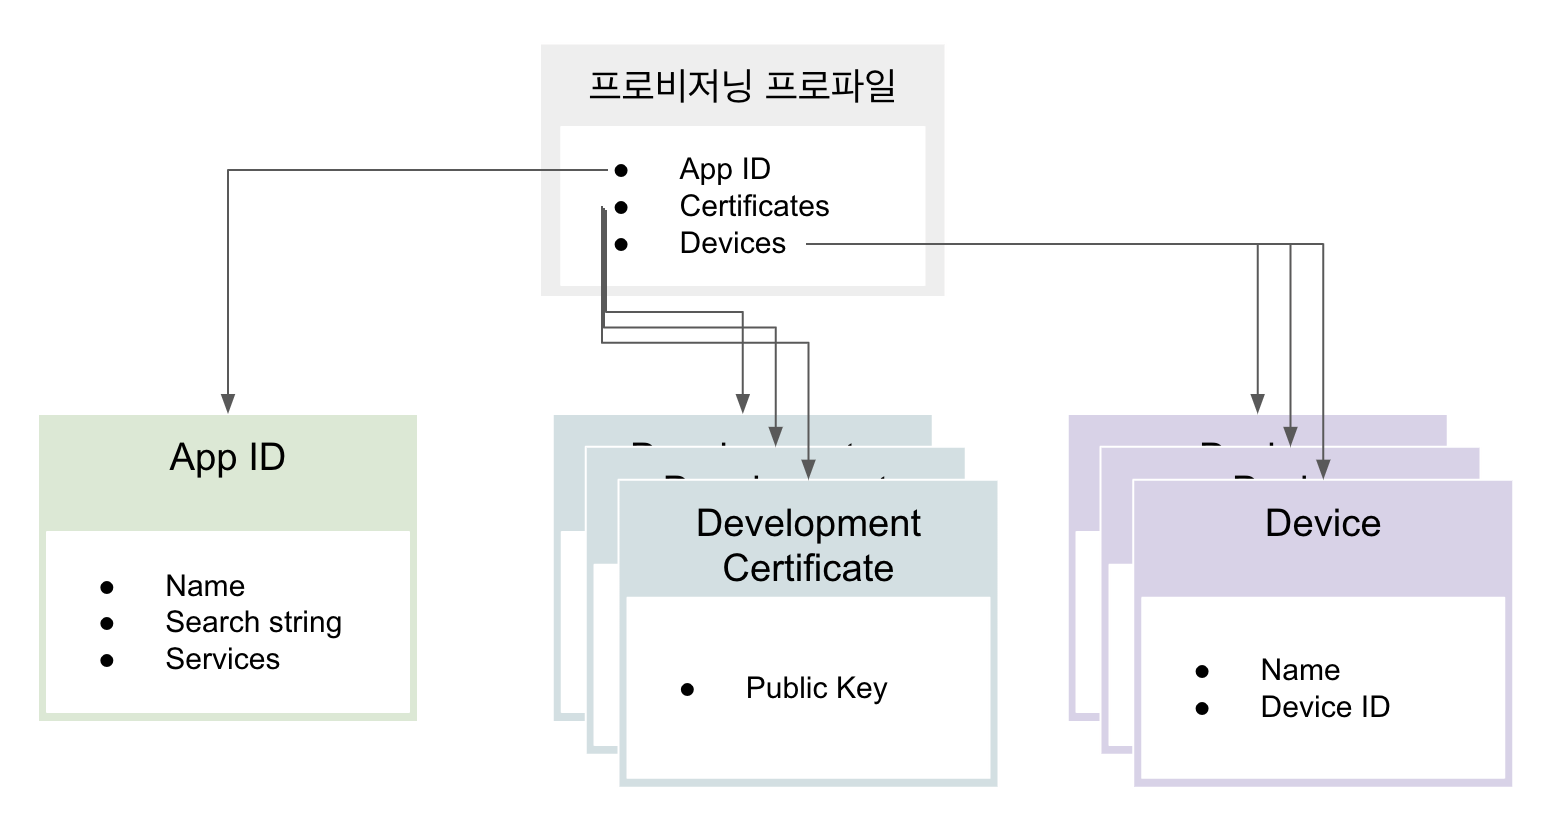 프로비저닝 프로파일
● App ID
● Certificates
● Devices
App ID
● Name
● Search string
● Services
Development
Certificate
● Public Key
Device
● Name
● Device ID